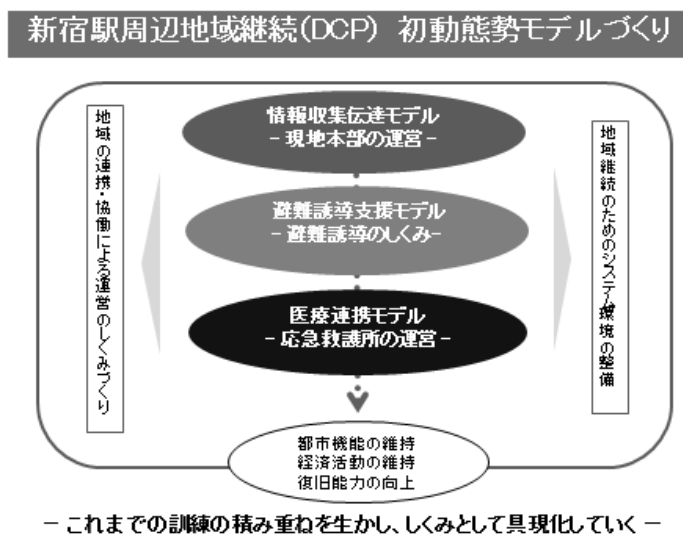 新宿駅周辺地域継続(DCP) 初動態勢モデルづくり
地域の連携・協働による運営のしくみづくり
情報収集伝達モデル
- 現地本部の運営 -
避難誘導支援モデル
- 避難誘導のしくみ-
医療連携モデル
- 応急救護所の運営 -
地域継続のためのシステム環境の整備
都市機能の維持
経済活動の維持
復旧能力の向上
- これまでの訓練の積み重ねを生かし、しくみとして具現化していく -